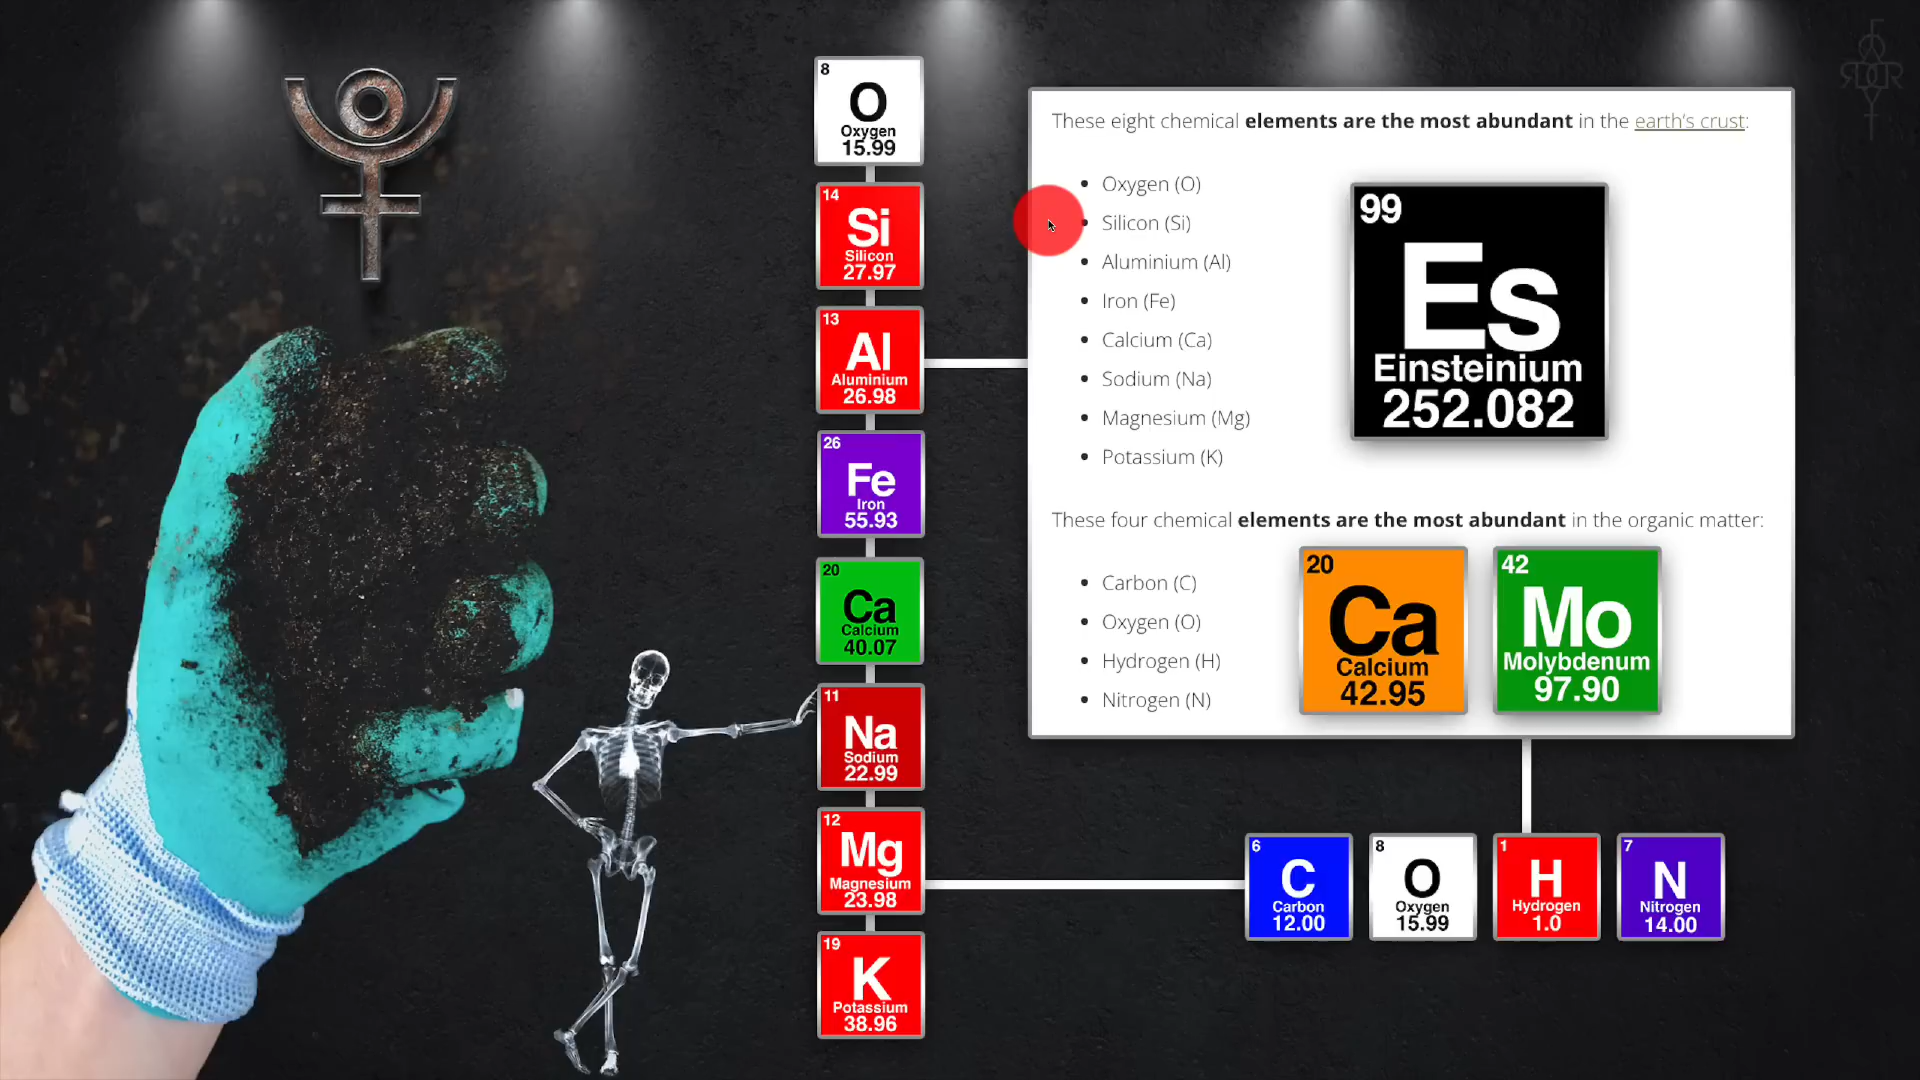 8
O
Oxygen
15.99
14
Si
Silicon
27.97
13
Al
Aluminium
26.98
26
Fe
Iron
55.93
20
Ca
Calcium
40.07
11
Na
Sodium
22.99
12
Mg
Magnesium
23.98
19
K
Potassium
38.96
These eight chemical elements are the most abundant in the earth's crust:
• Oxygen (O)
• Silicon (Si)
• Aluminium (Al)
• Iron (Fe)
• Calcium (Ca)
• Sodium (Na)
• Magnesium (Mg)
• Potassium (K)
99
Es
Einsteinium
252.082
These four chemical elements are the most abundant in the organic matter:
• Carbon (C)
• Oxygen (O)
• Hydrogen (H)
• Nitrogen (N)
20
Ca
Calcium
42.95
42
Mo
Molybdenum
97.90
6
C
Carbon
12.00
8
O
Oxygen
15.99
1
H
Hydrogen
1.0
7
N
Nitrogen
14.00